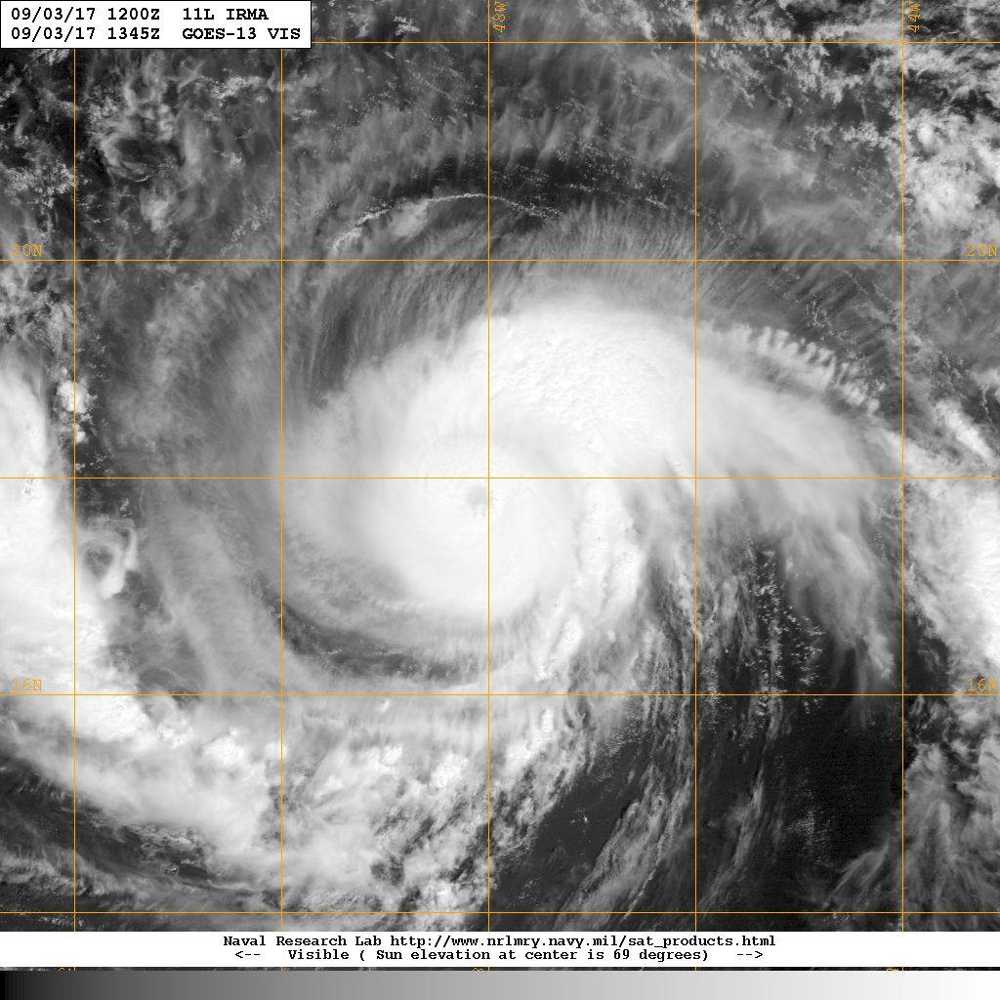 09/03/17 1200Z 11L IRMA
09/03/17 1345Z GOES-13 VIS
48W
44W
20N
20N
16N
16N
Naval Research Lab http://www.nrlmry.navy.mil/sat_products.html
<-- Visible ( Sun elevation at center is 69 degrees) -->